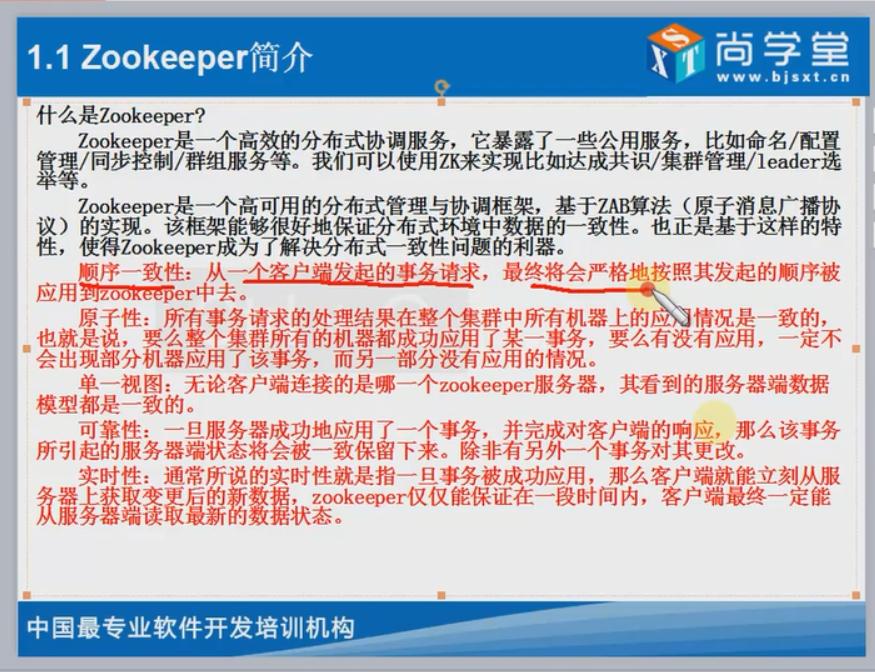 1.1 Zookeeper简介
尚学堂
www.bjsxt.cn
什么是Zookeeper?
Zookeeper是一个高效的分布式协调服务，它暴露了一些公用服务，比如命名/配置
管理/同步控制/群组服务等。我们可以使用ZK来实现比如达成共识/集群管理/leader选
举等。
Zookeeper是一个高可用的分布式管理与协调框架，基于ZAB算法（原子消息广播协
议）的实现。该框架能够很好地保证分布式环境中数据的一致性。也正是基于这样的特
性，使得Zookeeper成为了解决分布式一致性问题的利器。
顺序一致性：从一个客户端发起的事务请求，最终将会严格地按照其发起的顺序被
应用到zookeeper中去。
原子性：所有事务请求的处理结果在整个集群中所有机器上的应用情况是一致的，
也就是说，要么整个集群所有的机器都成功应用了某一事务，要么有没有应用，一定不
会出现部分机器应用了该事务，而另一部分没有应用的情况。
单一视图：无论客户端连接的是哪一个zookeeper服务器，其看到的服务器端数据
模型都是一致的。
可靠性：一旦服务器成功地应用了一个事务，并完成对客户端的响应，那么该事务
所引起的服务器端状态将会被一致保留下来。除非有另外一个事务对其更改。
实时性：通常所说的实时性就是指一旦事务被成功应用，那么客户端就能立刻从服
务器上获取变更后的新数据，zookeeper仅仅能保证在一段时间内，客户端最终一定能
从服务器端读取最新的数据状态。
中国最专业软件开发培训机构